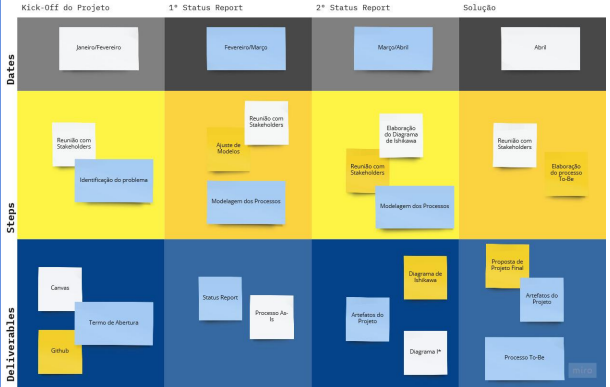 Kick-Off do Projeto
1º Status Report
2º Status Report
Solução
Dates
Janeiro/Fevereiro
Fevereiro/Março
Março/Abril
Abril
Steps
Reunião com
Stakeholders
Identificação do problema
Reunião com
Stakeholders
Ajuste de
Modelos
Modelagem dos Processos
Elaboração
do Diagrama
de Ishikawa
Reunião com
Stakeholders
Modelagem dos Processos
Reunião com
Stakeholders
Elaboração
do processo
To-Be
Deliverables
Canvas
Termo de Abertura
Github
Status Report
Processo As-
Is
Diagrama de
Ishikawa
Artefatos do
Projeto
Diagrama I*
Proposta de
Projeto Final
Artefatos do
Projeto
Processo To-Be
miro